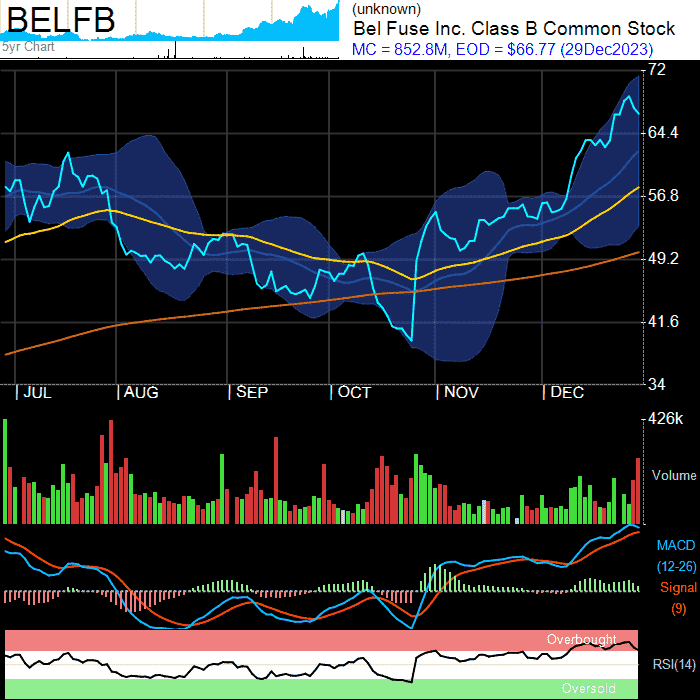 BELFB
5yr Chart
(unknown)
Bel Fuse Inc. Class B Common Stock
MC = 852.8M, EOD = $66.77 (29Dec2023)
72
64.4
56.8
49.2
41.6
34
JUL
AUG
SEP
OCT
NOV
DEC
426k
Volume
MACD
(12-26)
Signal
(9)
Overbought
RSI(14)
Oversold